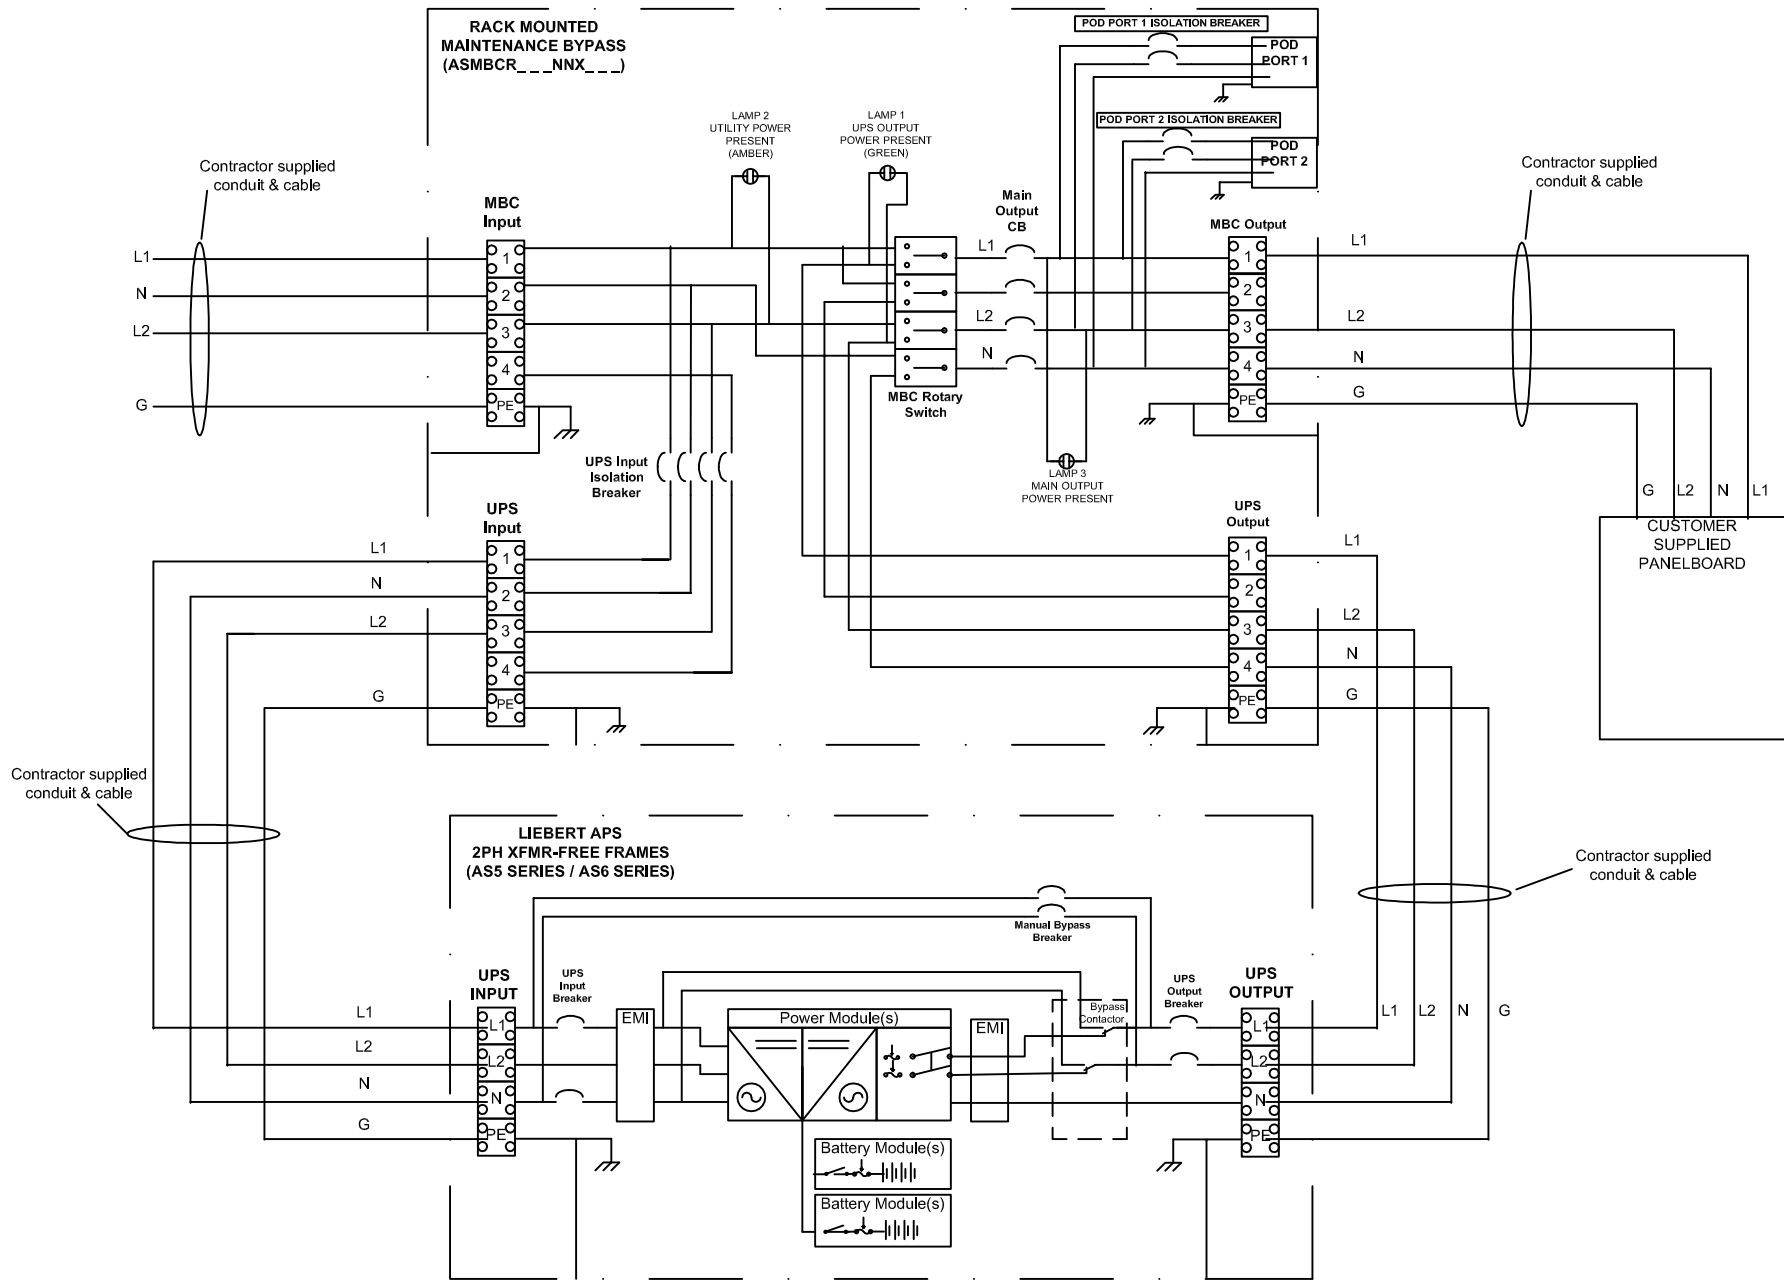 RACK MOUNTED
MAINTENANCE BYPASS
(ASMBCR_ _ _NNX_ _ _)
POD PORT 1 ISOLATION BREAKER
POD
PORT 1
POD PORT 2 ISOLATION BREAKER
POD
PORT 2
LAMP 2
UTILITY POWER
PRESENT
(AMBER)
LAMP 1
UPS OUTPUT
POWER PRESENT
(GREEN)
Contractor supplied
conduit & cable
Contractor supplied
conduit & cable
MBC
Input
Main
Output
CB
MBC Output
L1
N
L2
G
1
2
3
4
PE
L1
L2
N
MBC Rotary
Switch
1
2
3
4
PE
L1
L2
N
G
UPS Input
Isolation
Breaker
LAMP 3
MAIN OUTPUT
POWER PRESENT
G
L2
N
L1
CUSTOMER
SUPPLIED
PANELBOARD
UPS
Input
L1
N
L2
G
1
2
3
4
PE
UPS
Output
1
2
3
4
PE
L1
L2
N
G
Contractor supplied
conduit & cable
LIEBERT APS
2PH XFMR-FREE FRAMES
(AS5 SERIES / AS6 SERIES)
Contractor supplied
conduit & cable
Manual Bypass
Breaker
UPS
INPUT
UPS
Input
Breaker
UPS
Output
Breaker
UPS
OUTPUT
L1
L2
N
G
L1
L2
N
PE
EMI
Power Module(s)
EMI
Bypass
Contactor
L1
L2
N
PE
L1
L2
N
G
Battery Module(s)
Battery Module(s)